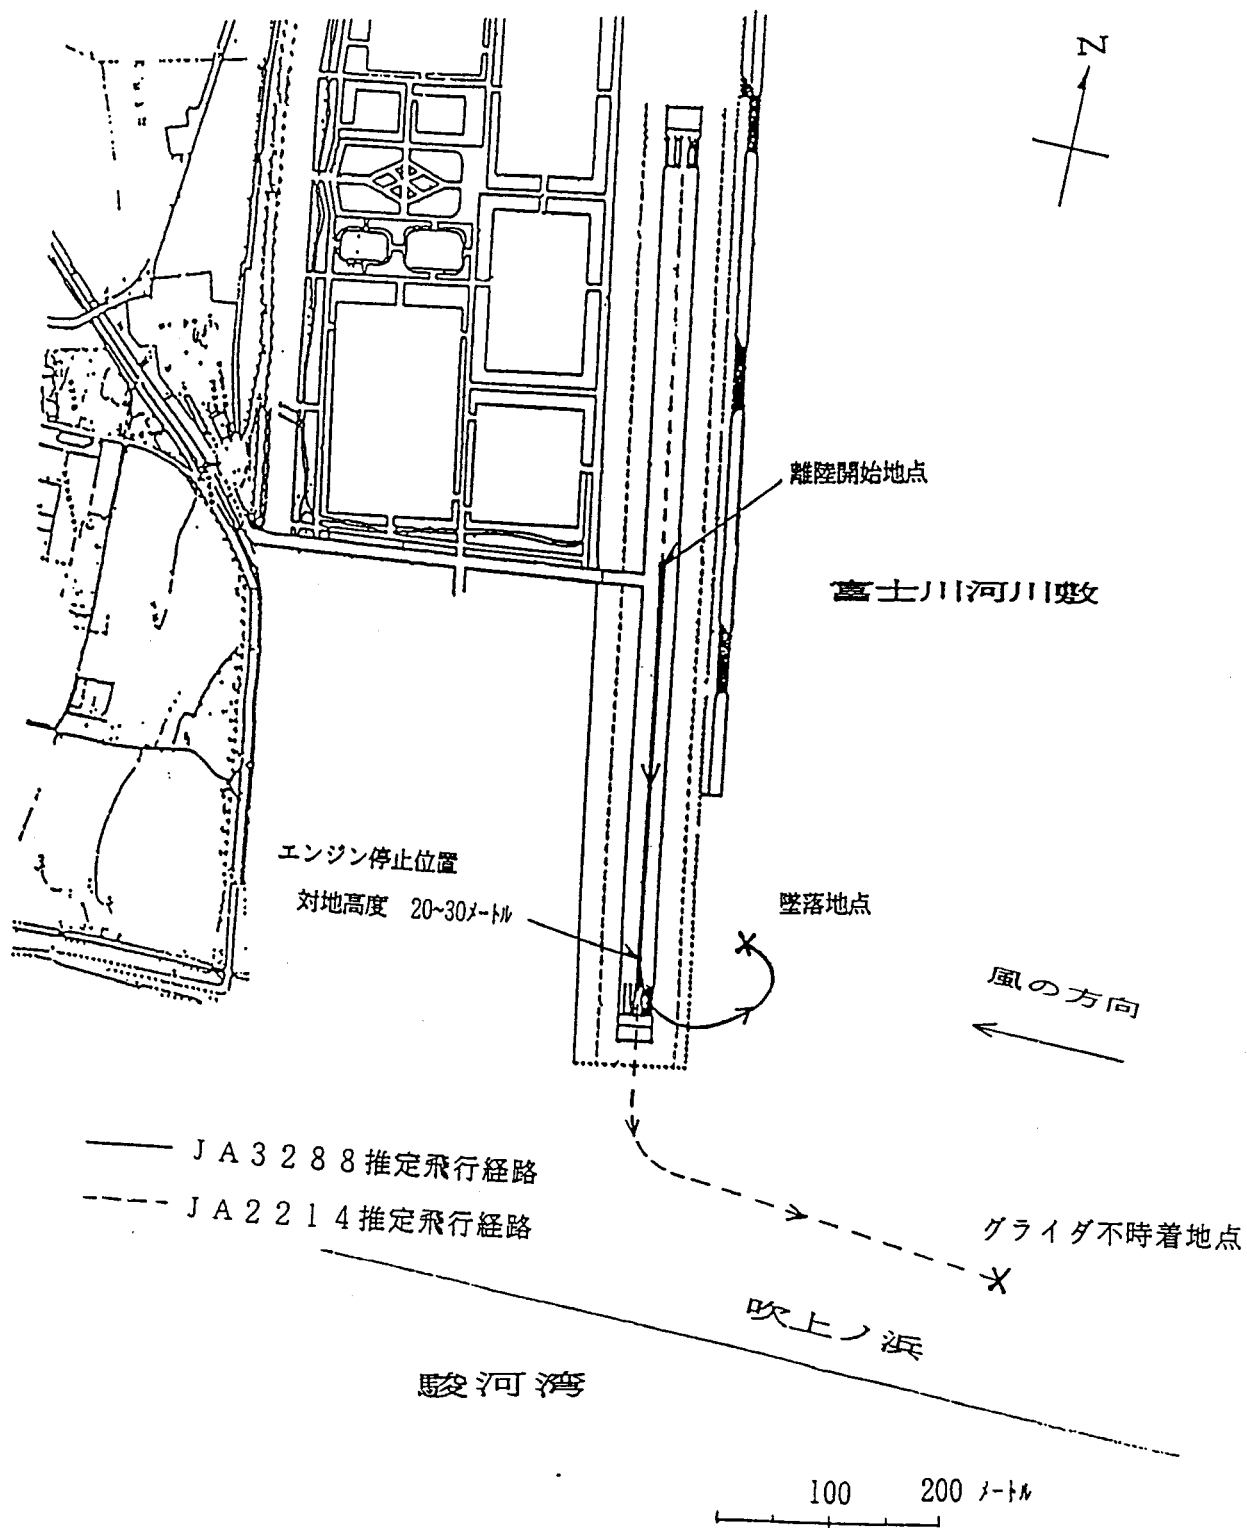 N
離陸開始地点
富士川河川敷
エンジン停止位置
対地高度 20~30メートル
墜落地点
風の方向
JA3288推定飛行経路
JA2214推定飛行経路
グライダ不時着地点
吹上ノ浜
駿河湾
100 200 メートル